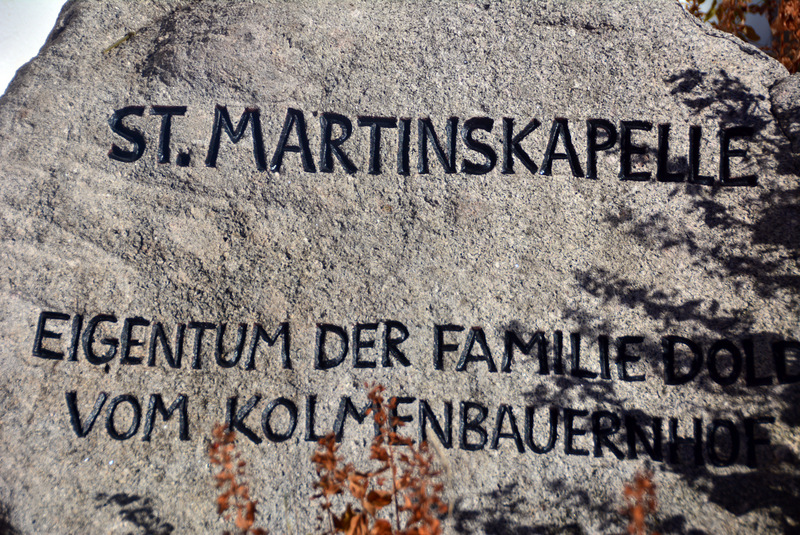 ST. MARTINSKAPELLE
EIGENTUM DER FAMILIE DOLD
VOM KOLMENBAUERNHOF